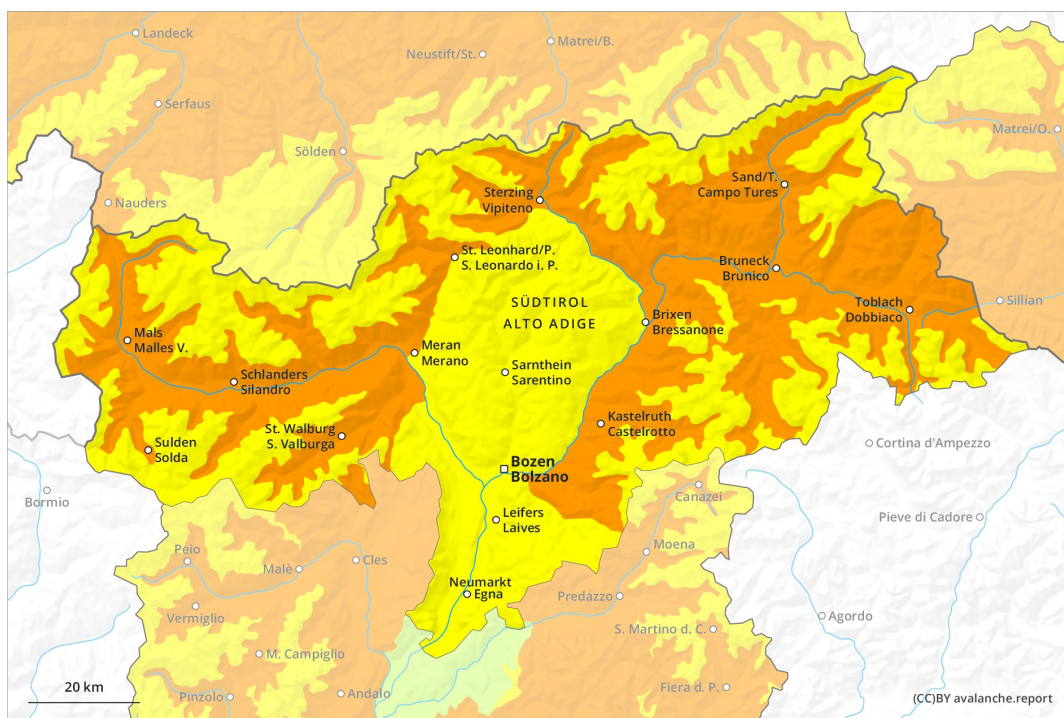 Landeck
Neustift/St.
Matrei/B.
Serfaus
Matrei/O.
Sölden
Sand/T.
Campo Tures
Sterzing
Vipiteno
Nauders
St. Leonhard/P.
S. Leonardo i. P.
Bruneck
Brunico
SÜDTIROL
ALTO ADIGE
Toblach
Dobbiaco
Sillian
Brixen
Bressanone
Mals
Malles V.
Meran
Merano
Sarnthein
Sarentino
Schlanders
Silandro
Kastelruth
Castelrotto
St. Walburg
S. Valburga
Sulden
Solda
Cortina d'Ampezzo
Bozen
Bolzano
Bormio
Canazei
Leifers
Laives
Pieve di Cadore
Peio
Moena
Cles
Malè
Neumarkt
Egna
Predazzo
Vermiglio
Agordo
S. Martino d. C.
M. Campiglio
20 km
Pinzolo
Andalo
Fiera d. P.
(CC)BY avalanche.report